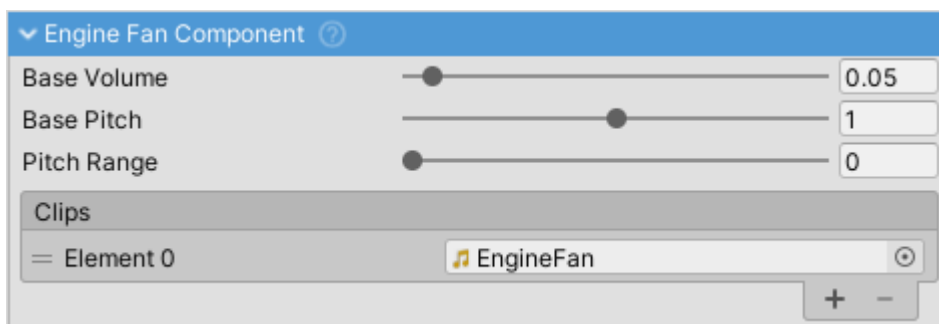 Engine Fan Component ?
Base Volume 0.05
Base Pitch 1
Pitch Range 0
Clips
= Element 0 EngineFan
+ −